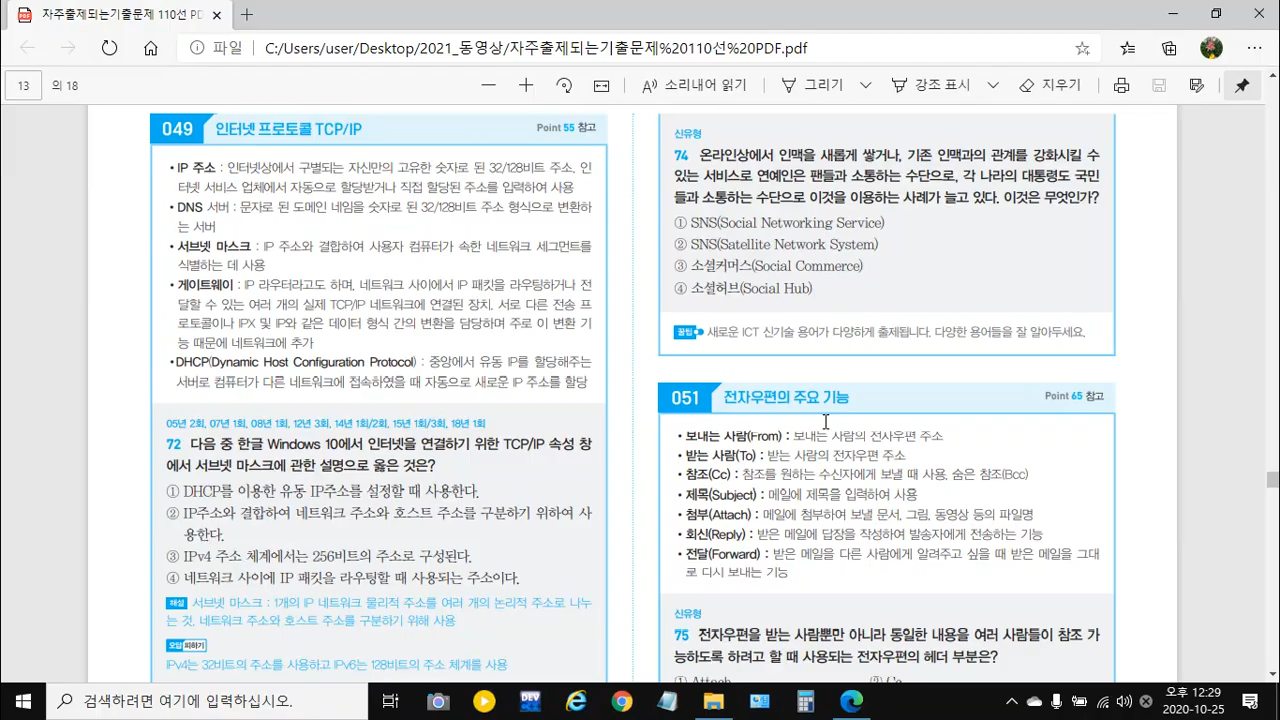 자주출제되는기출문제 110선 PD
파일
C:/Users/user/Desktop/2021_동영상/자주출제되는기출문제%20110선%20PDF.pdf
13 의 18
소리내어 읽기
그리기
강조 표시
지우기
049 인터넷 프로토콜 TCP/IP Point 55 참고
• IP 주소 : 인터넷상에서 구별되는 자신만의 고유한 숫자로 된 32/128비트 주소, 인
터넷 서비스 업체에서 자동으로 할당받거나 직접 할당된 주소를 입력하여 사용
• DNS 서버 : 문자로 된 도메인 네임을 숫자로 된 32/128비트 주소 형식으로 변환하
는 서버
• 서브넷 마스크 : IP 주소와 결합하여 사용자 컴퓨터가 속한 네트워크 세그먼트를
식별하는 데 사용
• 게이트웨이 : IP 라우터라고도 하며, 네트워크 사이에서 IP 패킷을 라우팅하거나 전
달할 수 있는 여러 개의 실제 TCP/IP 네트워크에 연결된 장치. 서로 다른 전송 프
로토콜이나 IPX 및 IP와 같은 데이터 형식 간의 변환을 담당하며 주로 이 변환 기
능 때문에 네트워크에 추가
• DHCP(Dynamic Host Configuration Protocol) : 중앙에서 유동 IP를 할당해주는
서버로 컴퓨터가 다른 네트워크에 접속하였을 때 자동으로 새로운 IP 주소를 할당
05년 2회, 07년 1회, 08년 1회, 12년 3회, 14년 1회/2회, 15년 1회/3회, 18년 1회
72 다음 중 한글 Windows 10에서 인터넷을 연결하기 위한 TCP/IP 속성 창
에서 서브넷 마스크에 관한 설명으로 옳은 것은?
① DHCP를 이용한 유동 IP주소를 설정할 때 사용한다.
② IP주소와 결합하여 네트워크 주소와 호스트 주소를 구분하기 위하여 사
용한다.
③ IPv4 주소 체계에서는 256비트의 주소로 구성된다.
④ 네트워크 사이에 IP 패킷을 라우팅할 때 사용되는 주소이다.
해설 서브넷 마스크 : 1개의 IP 네트워크 물리적 주소를 여러 개의 논리적 주소로 나누
는 것, 네트워크 주소와 호스트 주소를 구분하기 위해 사용
오답 피하기
IPv4는 32비트의 주소를 사용하고 IPv6는 128비트의 주소 체계를 사용
신유형
74 온라인상에서 인맥을 새롭게 쌓거나, 기존 인맥과의 관계를 강화시킬 수
있는 서비스로 연예인은 팬들과 소통하는 수단으로, 각 나라의 대통령도 국민
들과 소통하는 수단으로 이것을 이용하는 사례가 늘고 있다. 이것은 무엇인가?
① SNS(Social Networking Service)
② SNS(Satellite Network System)
③ 소셜커머스(Social Commerce)
④ 소셜허브(Social Hub)
꿀팁 새로운 ICT 신기술 용어가 다양하게 출제됩니다. 다양한 용어들을 잘 알아두세요.
051 전자우편의 주요 기능 Point 65 참고
• 보내는 사람(From) : 보내는 사람의 전자우편 주소
• 받는 사람(To) : 받는 사람의 전자우편 주소
• 참조(Cc) : 참조를 원하는 수신자에게 보낼 때 사용, 숨은 참조(Bcc)
• 제목(Subject) : 메일에 제목을 입력하여 사용
• 첨부(Attach) : 메일에 첨부하여 보낼 문서, 그림, 동영상 등의 파일명
• 회신(Reply) : 받은 메일에 답장을 작성하여 발송자에게 전송하는 기능
• 전달(Forward) : 받은 메일을 다른 사람에게 알려주고 싶을 때 받은 메일을 그대
로 다시 보내는 기능
신유형
75 전자우편을 받는 사람뿐만 아니라 동일한 내용을 여러 사람들이 참조 가
능하도록 하려고 할 때 사용되는 전자우편의 헤더 부분은?
① Attach ② Cc
검색하려면 여기에 입력하십시오.
오후 12:29
2020-10-25